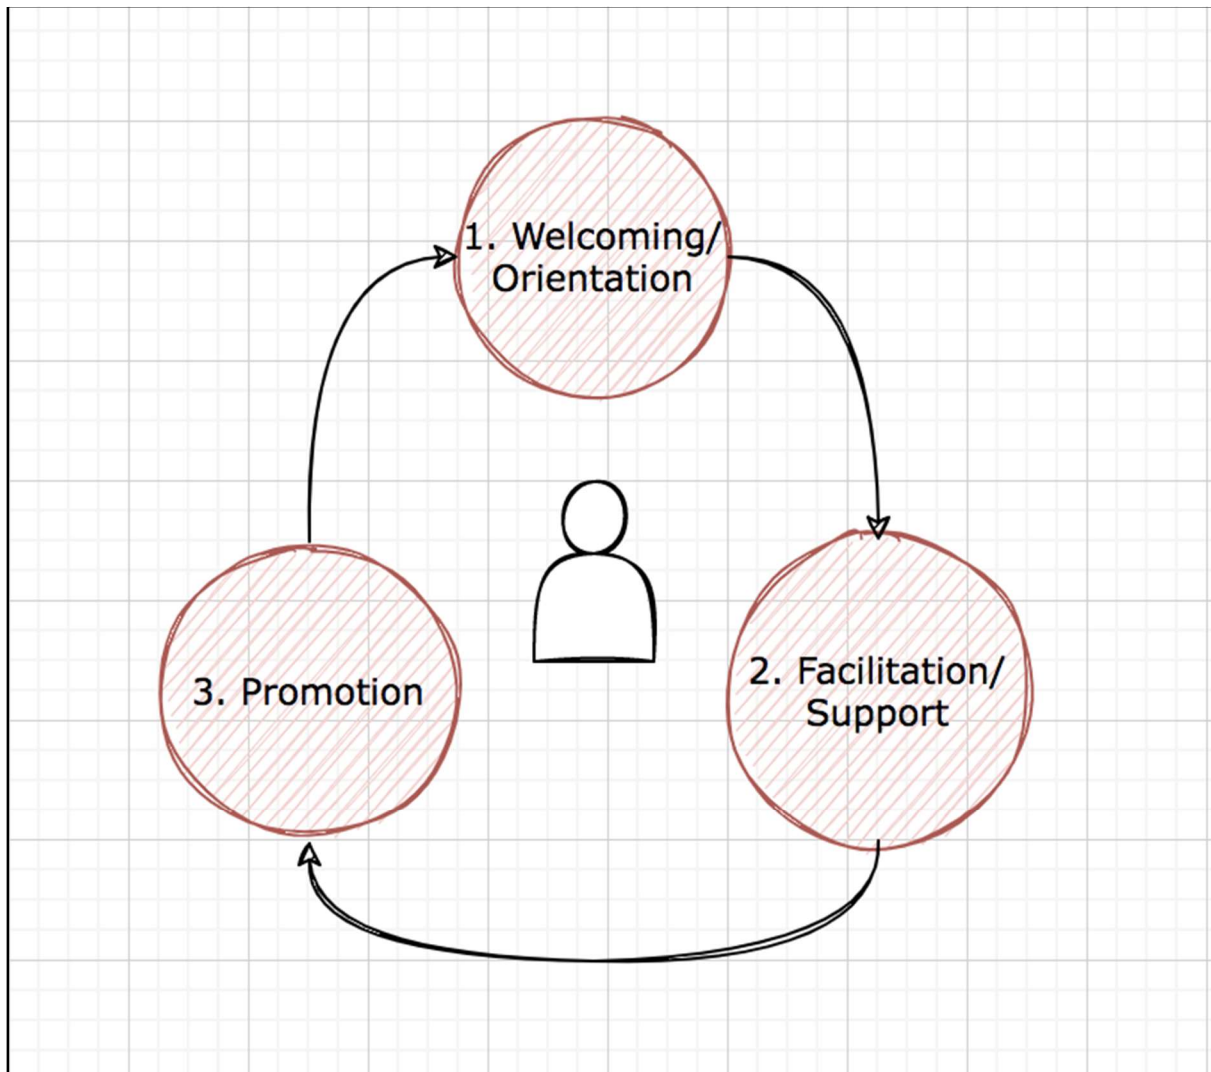 1. Welcoming/
Orientation
2. Facilitation/
Support
3. Promotion